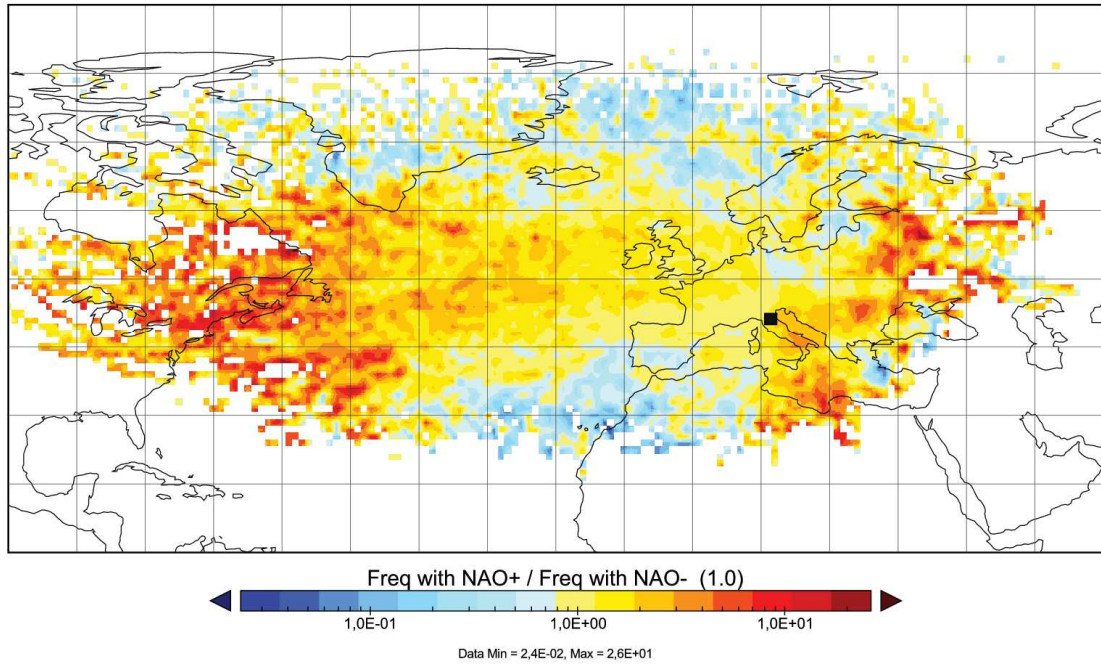 Freq with NAO+ / Freq with NAO- (1.0)
1,0E-01 1,0E+00 1,0E+01
Data Min = 2,4E-02, Max = 2,6E+01